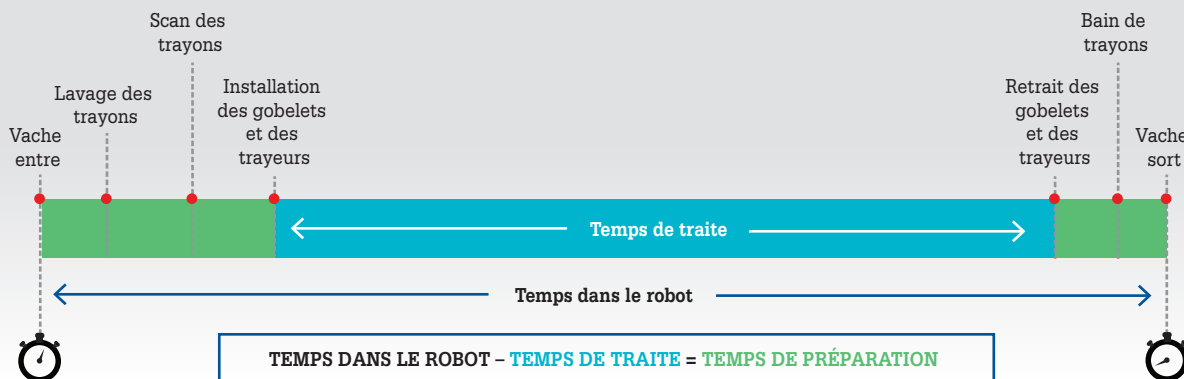 Vache
entre
Lavage des
trayons
Scan des
trayons
Installation
des gobelets
et des
trayeurs
Retrait des
gobelets
et des
trayeurs
Bain de
trayons
Vache
sort
Temps de traite
Temps dans le robot
TEMPS DANS LE ROBOT – TEMPS DE TRAITE = TEMPS DE PRÉPARATION